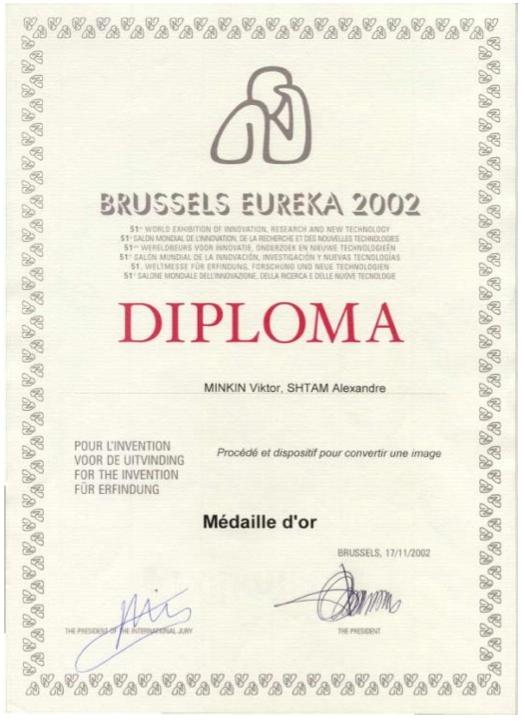 BRUSSELS EUREKA 2002
51st WORLD EXHIBITION OF INNOVATION, RESEARCH AND NEW TECHNOLOGY
51e SALON MONDIAL DE L'INNOVATION, DE LA RECHERCHE ET DES NOUVELLES TECHNOLOGIES
51ste WERELDBEURS VOOR INNOVATIE, ONDERZOEK EN NIEUWE TECHNOLOGIEËN
51° SALÓN MONDIAL DE LA INNOVACIÓN, INVESTIGACIÓN Y NUEVAS TECNOLOGÍAS
51. WELTMESSE FÜR ERFINDUNG, FORSCHUNG UND NEUE TECHNOLOGIEN
51° SALONE MONDIALE DELL'INNOVAZIONE, DELLA RICERCA E DELLE NUOVE TECNOLOGIE
DIPLOMA
MINKIN Viktor, SHTAM Alexandre
POUR L'INVENTION
VOOR DE UITVINDING
FOR THE INVENTION
FÜR ERFINDUNG
Procédé et dispositif pour convertir une image
Médaille d'or
BRUSSELS, 17/11/2002
THE PRESIDENT OF THE INTERNATIONAL JURY
THE PRESIDENT